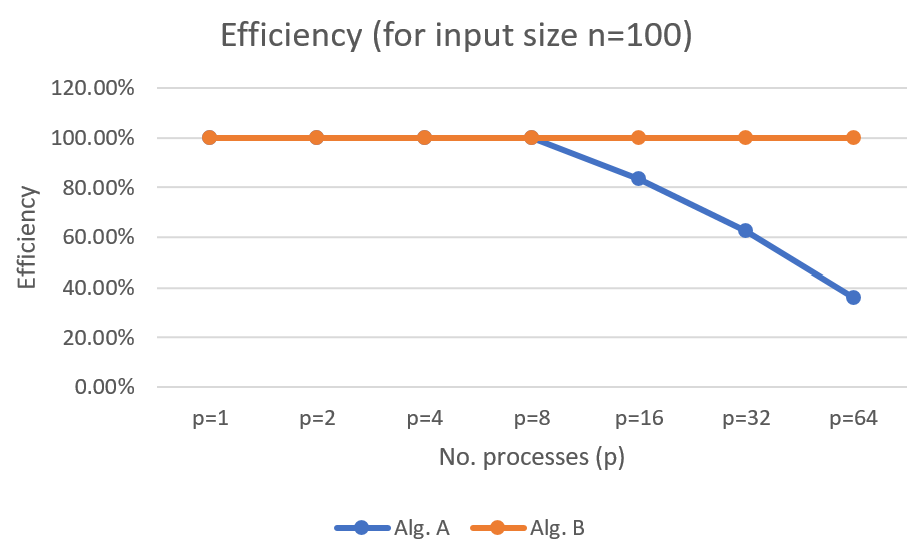 Efficiency (for input size n=100)
120.00%
100.00%
80.00%
60.00%
40.00%
20.00%
0.00%
Efficiency
p=1 p=2 p=4 p=8 p=16 p=32 p=64
No. processes (p)
Alg. A Alg. B